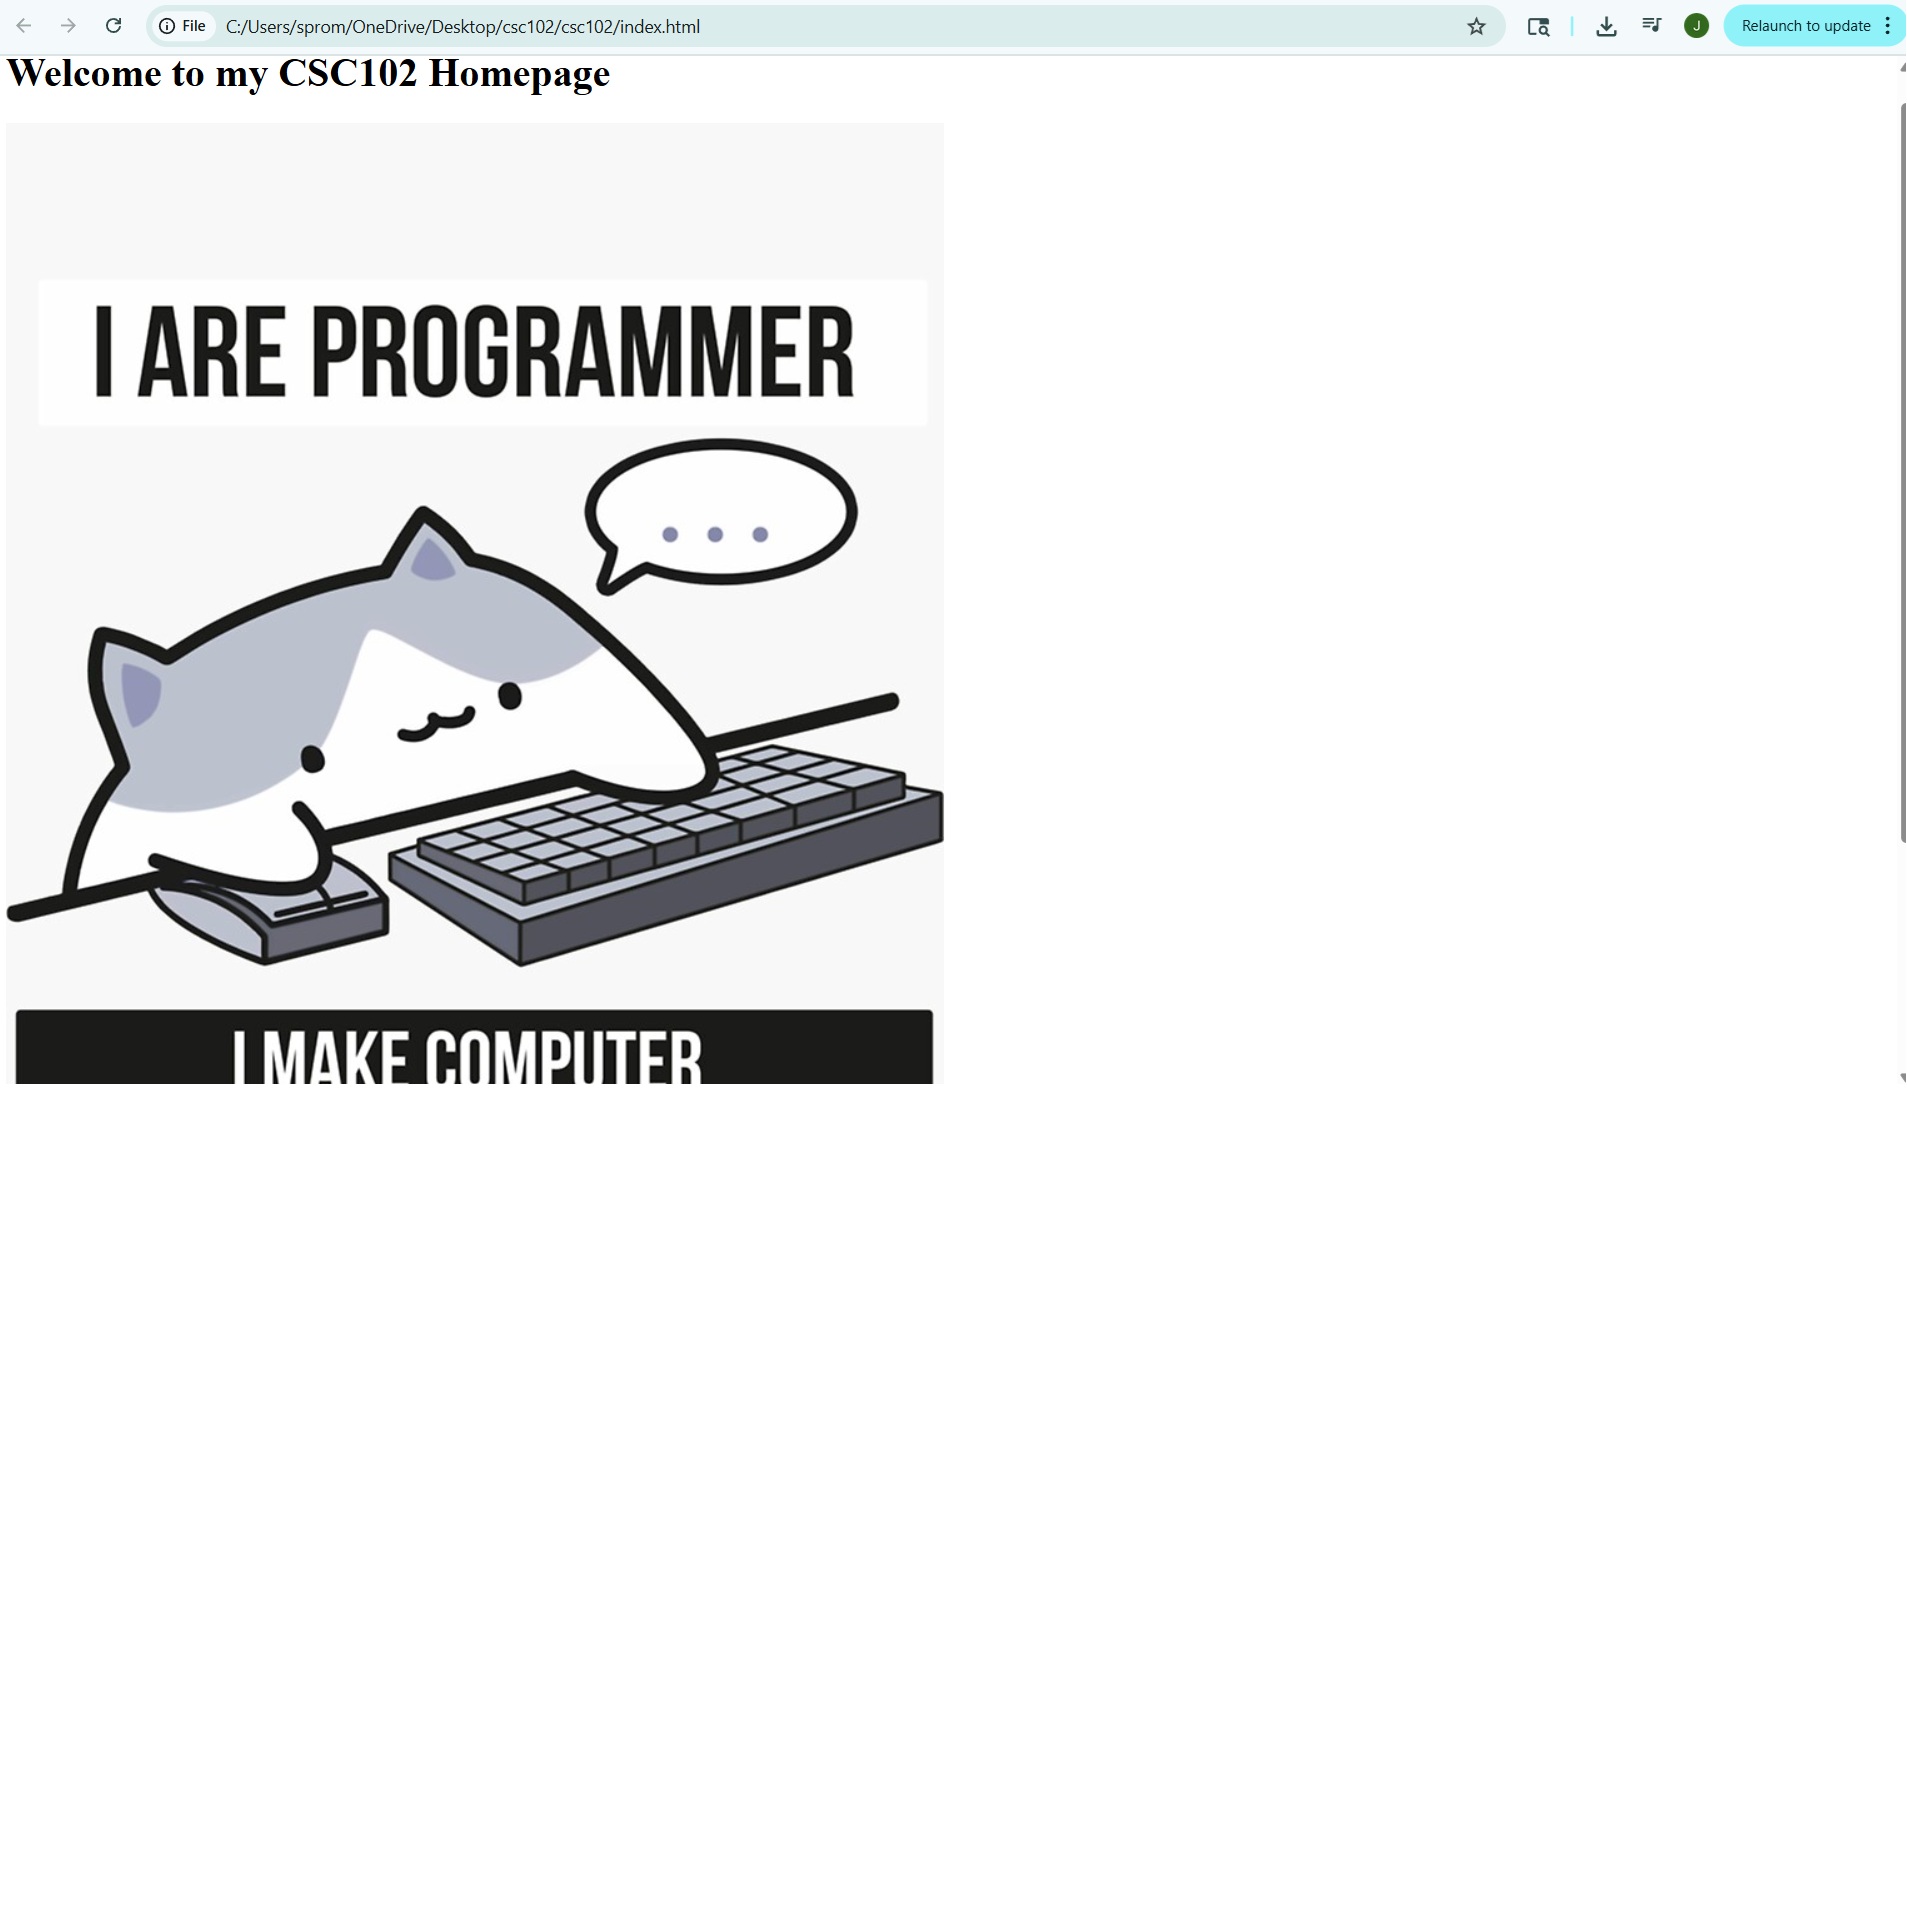 File
C:/Users/sprom/OneDrive/Desktop/csc102/csc102/index.html
J
Relaunch to update
Welcome to my CSC102 Homepage
I ARE PROGRAMMER
...
I MAKE COMPUTER